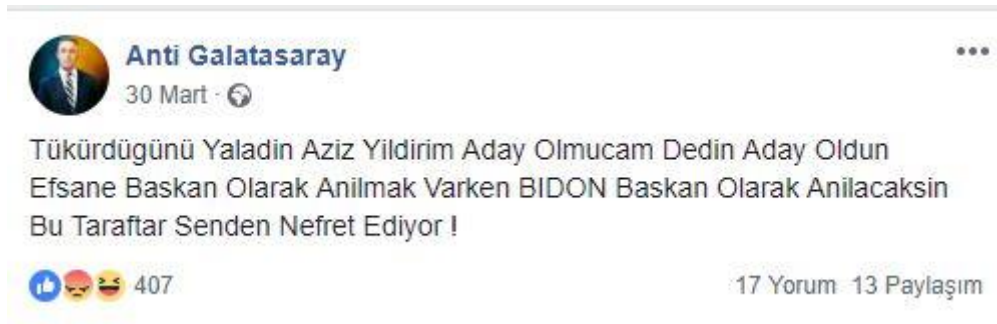 Anti Galatasaray
30 Mart ·
Tükürdügünü Yaladin Aziz Yildirim Aday Olmucam Dedin Aday Oldun
Efsane Baskan Olarak Anilmak Varken BIDON Baskan Olarak Anilacaksin
Bu Taraftar Senden Nefret Ediyor !
407
17 Yorum 13 Paylaşım